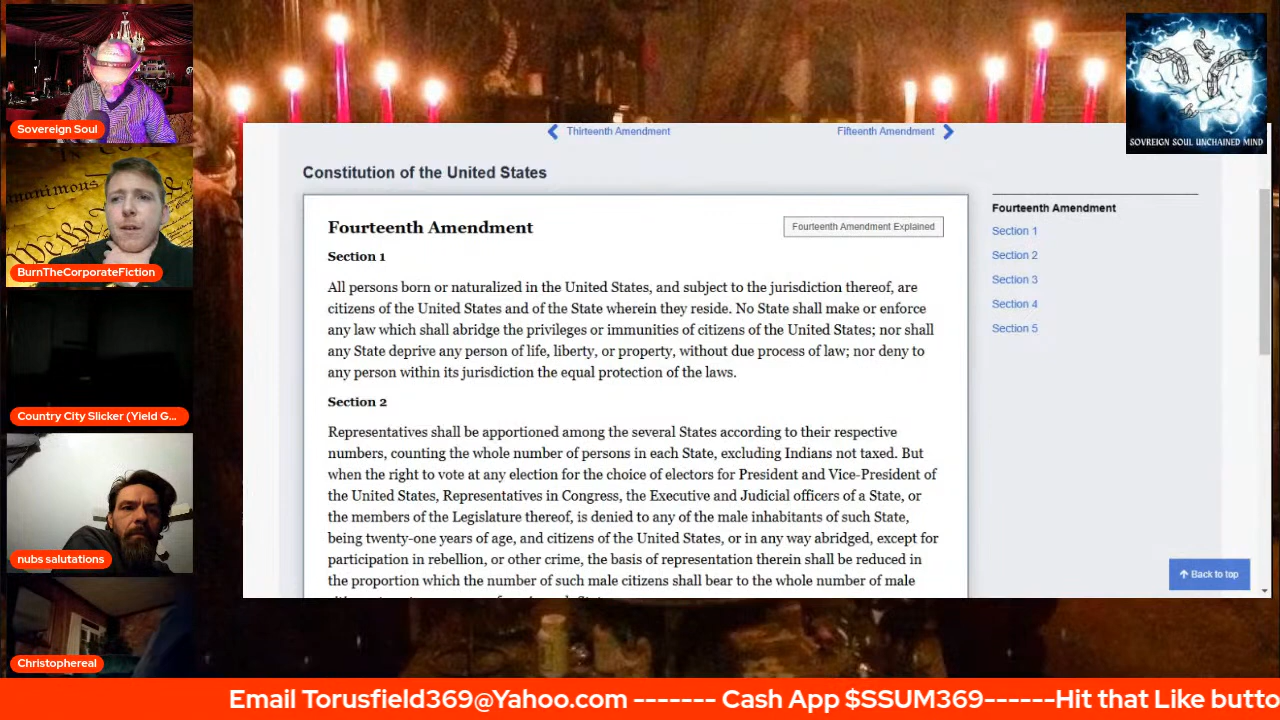 Sovereign Soul
BurnTheCorporateFiction
Country City Slicker (Yield G...
nubs salutations
Christophereal
Thirteenth Amendment
Fifteenth Amendment
Constitution of the United States
Fourteenth Amendment
Fourteenth Amendment Explained
Section 1
All persons born or naturalized in the United States, and subject to the jurisdiction thereof, are
citizens of the United States and of the State wherein they reside. No State shall make or enforce
any law which shall abridge the privileges or immunities of citizens of the United States; nor shall
any State deprive any person of life, liberty, or property, without due process of law; nor deny to
any person within its jurisdiction the equal protection of the laws.
Section 2
Representatives shall be apportioned among the several States according to their respective
numbers, counting the whole number of persons in each State, excluding Indians not taxed. But
when the right to vote at any election for the choice of electors for President and Vice-President of
the United States, Representatives in Congress, the Executive and Judicial officers of a State, or
the members of the Legislature thereof, is denied to any of the male inhabitants of such State,
being twenty-one years of age, and citizens of the United States, or in any way abridged, except for
participation in rebellion, or other crime, the basis of representation therein shall be reduced in
the proportion which the number of such male citizens shall bear to the whole number of male
Fourteenth Amendment
Section 1
Section 2
Section 3
Section 4
Section 5
Back to top
SOVREIGN SOUL UNCHAINED MIND
Email Torusfield369@Yahoo.com ------- Cash App $SSUM369------Hit that Like butto